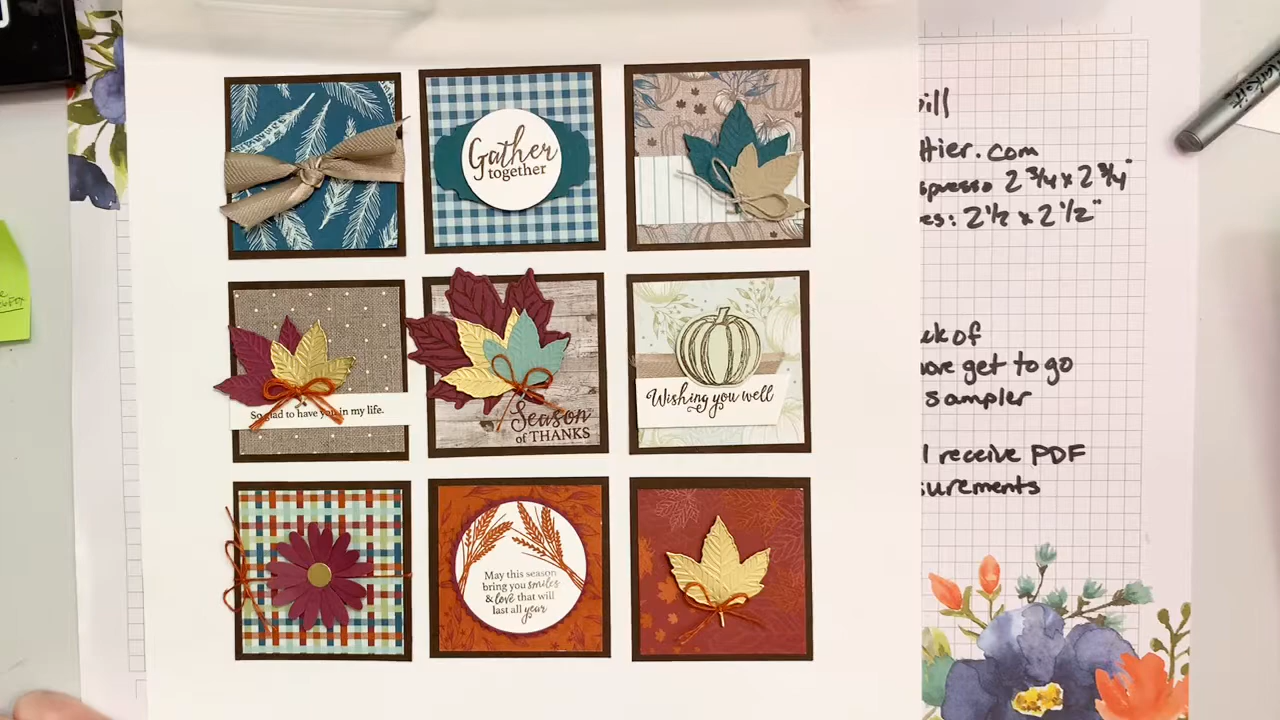 Gather
together
So glad to have you in my life.
Season
of THANKS
Wishing you well
May this season
bring you smiles
& love that will
last all year
ill
ttier.com
spresso 2 3/4 x 2 3/4"
es: 2 1/2 x 2 1/2"
ck of
more get to go
sampler
l receive PDF
surements